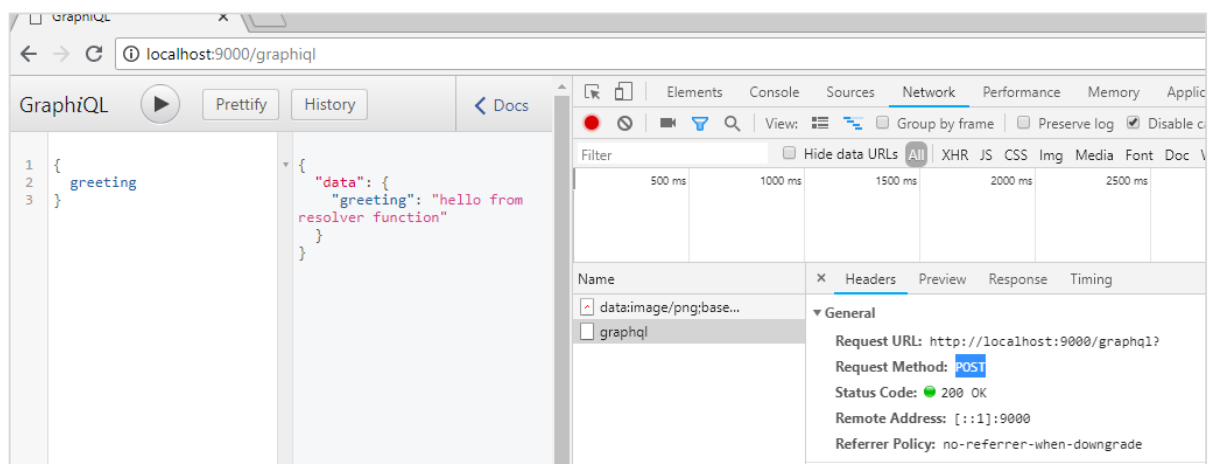 GraphiQL
localhost:9000/graphiql
GraphiQL Prettify History Docs
1 {
2 greeting
3 }
{
"data": {
"greeting": "hello from
resolver function"
}
}
Elements Console Sources Network Performance Memory Applic
View: Group by frame Preserve log Disable
Filter Hide data URLs All XHR JS CSS Img Media Font Doc
500 ms 1000 ms 1500 ms 2000 ms 2500 ms
Name
data:image/png;base...
graphql
× Headers Preview Response Timing
▾ General
Request URL: http://localhost:9000/graphql?
Request Method: POST
Status Code: 200 OK
Remote Address: [::1]:9000
Referrer Policy: no-referrer-when-downgrade